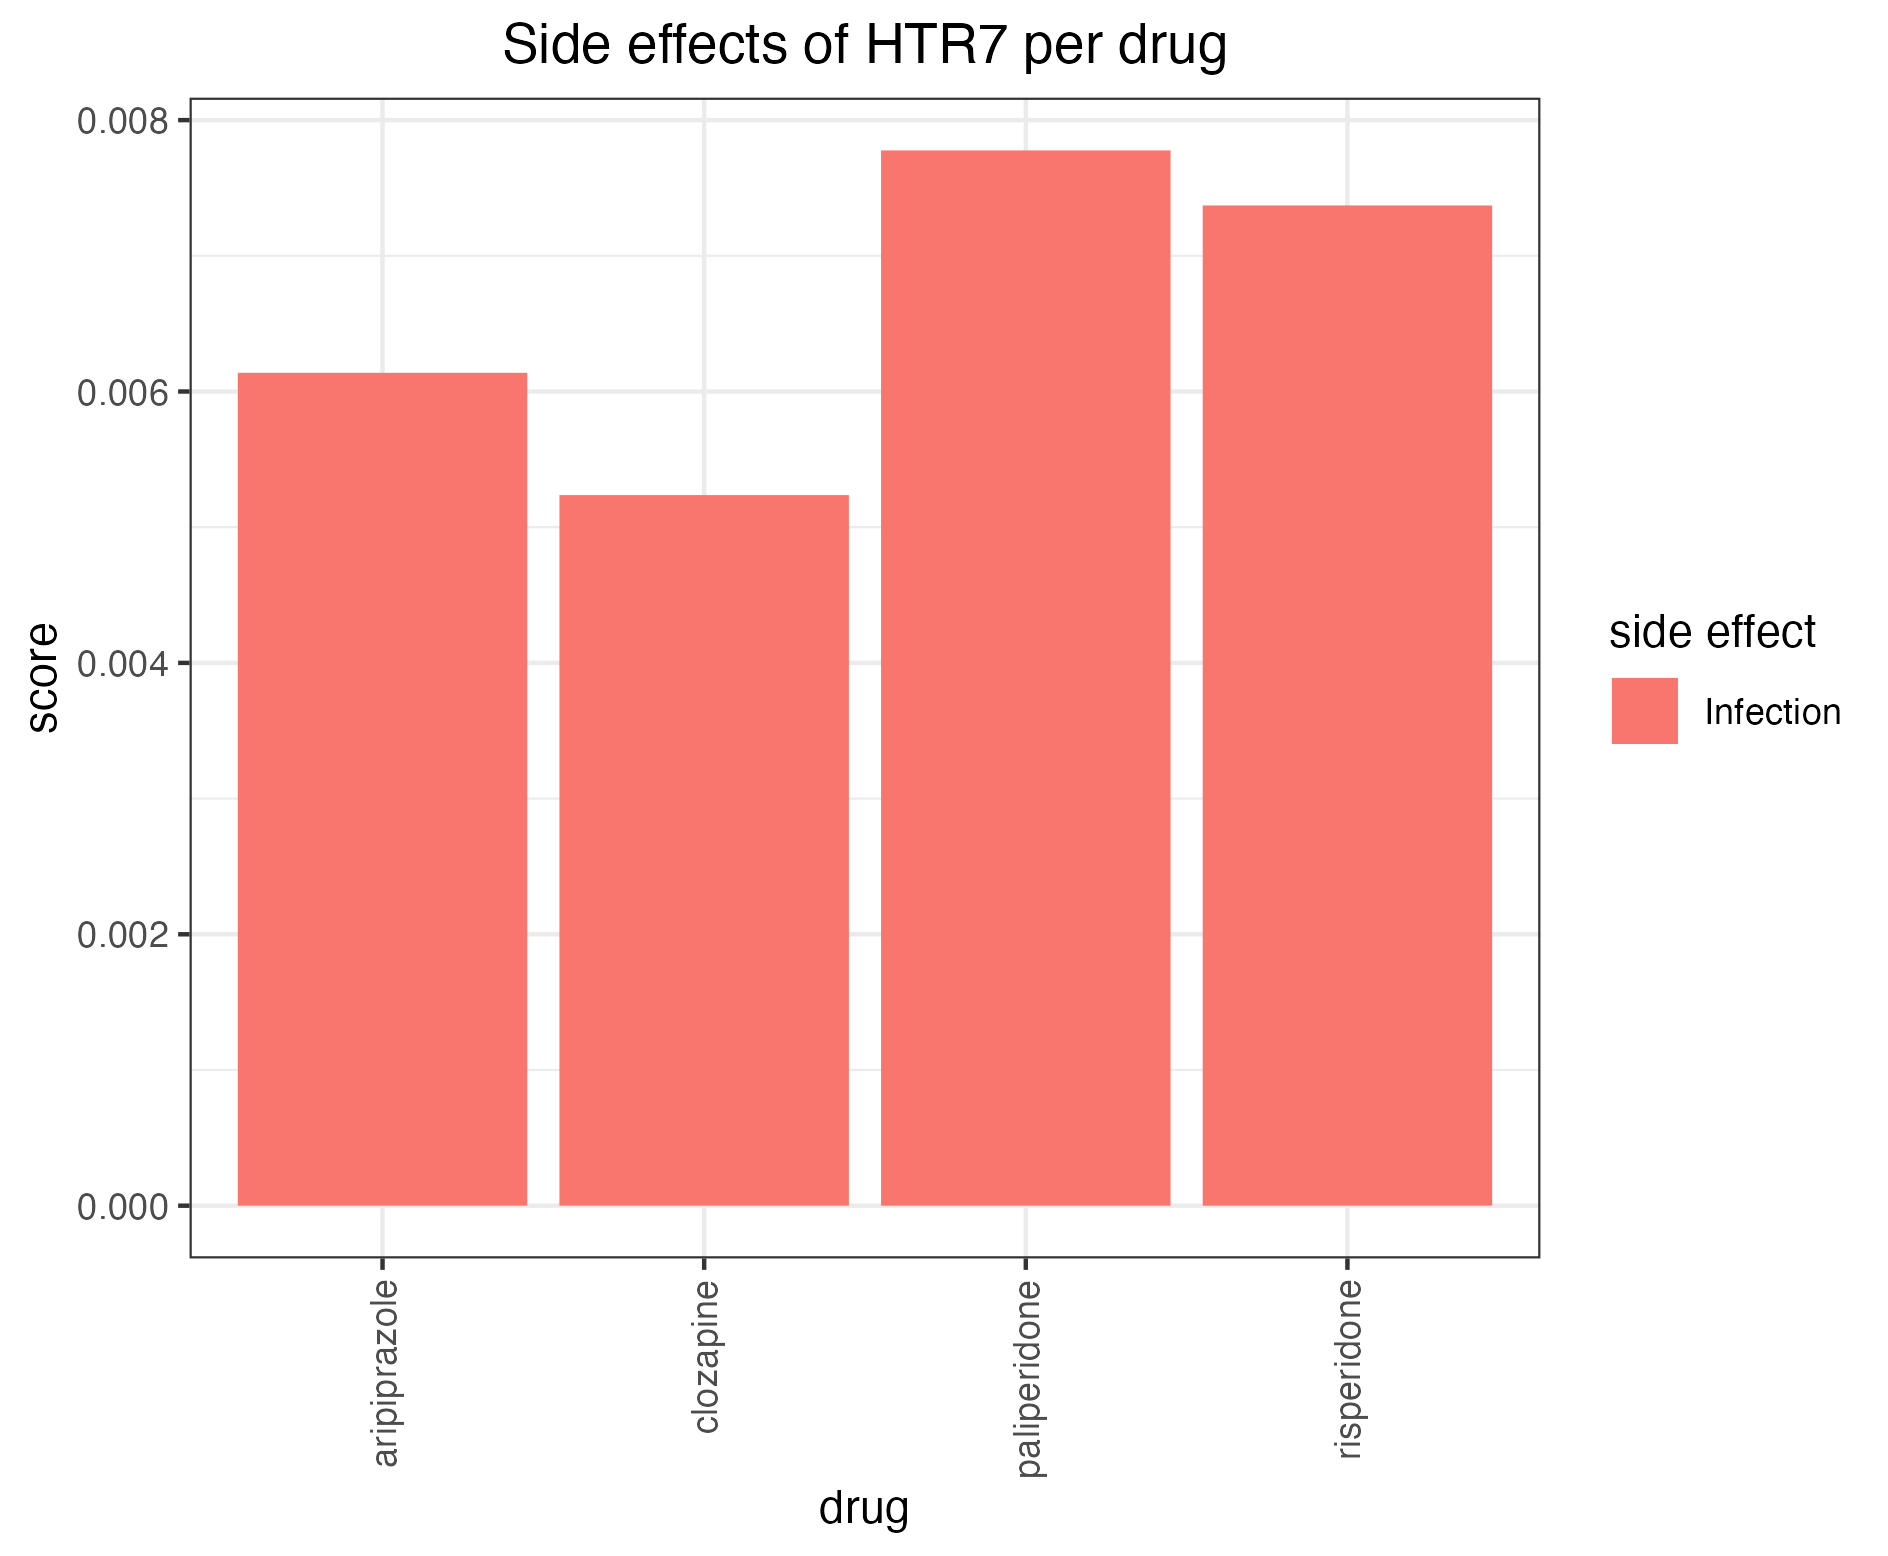 Side effects of HTR7 per drug
0.008
0.006
0.004
0.002
0.000
score
aripiprazole
clozapine
paliperidone
risperidone
drug
side effect
Infection